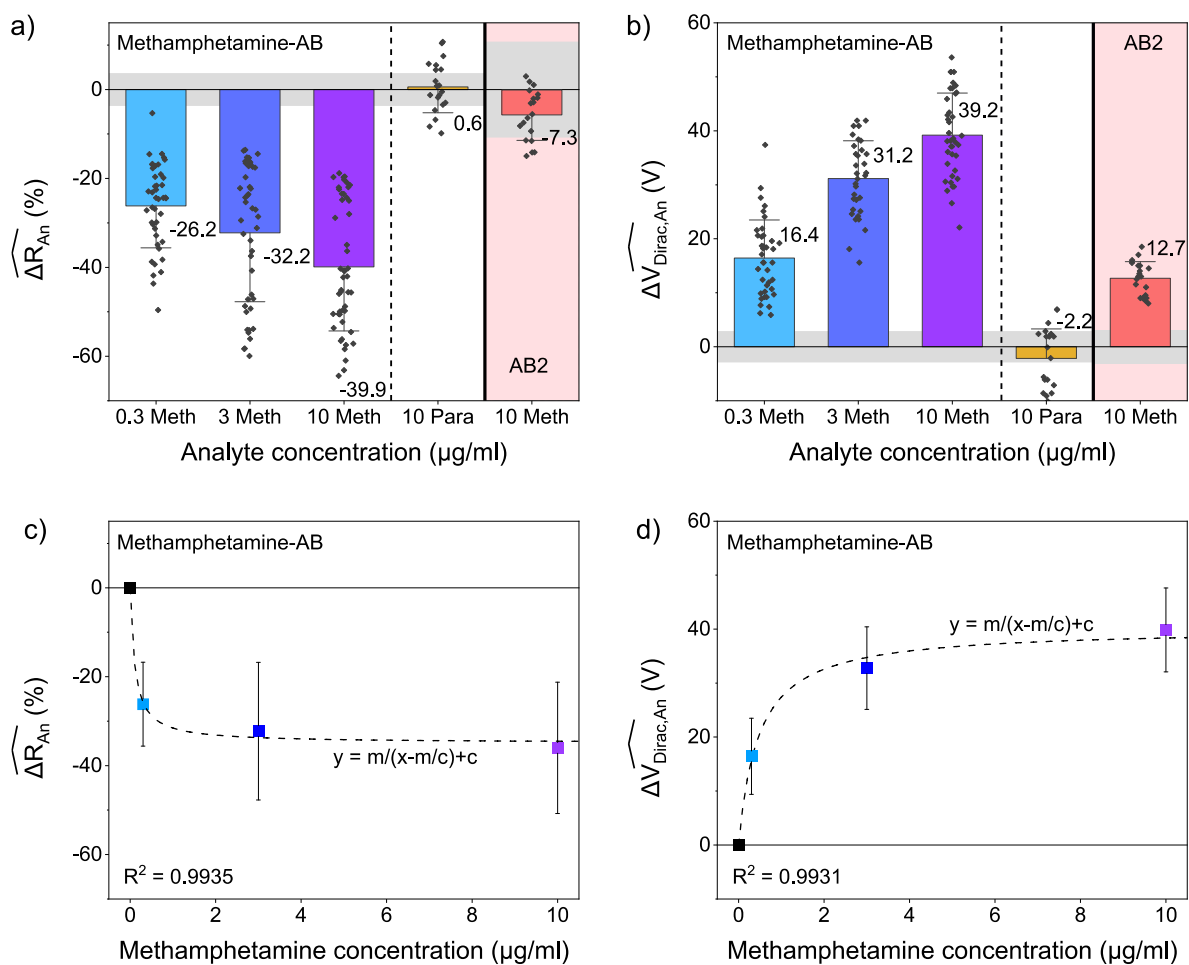 a)
Methamphetamine-AB
0
-20
-40
-60
ΔR_An (%)
-26.2
-32.2
-39.9
0.6
-7.3
AB2
0.3 Meth 3 Meth 10 Meth 10 Para 10 Meth
Analyte concentration (µg/ml)
b)
Methamphetamine-AB
AB2
60
40
20
0
ΔV_Dirac,An (V)
16.4
31.2
39.2
-2.2
12.7
0.3 Meth 3 Meth 10 Meth 10 Para 10 Meth
Analyte concentration (µg/ml)
c)
Methamphetamine-AB
0
-20
-40
-60
ΔR_An (%)
y = m/(x-m/c)+c
R² = 0.9935
0 2 4 6 8 10
Methamphetamine concentration (µg/ml)
d)
Methamphetamine-AB
60
40
20
0
ΔV_Dirac,An (V)
y = m/(x-m/c)+c
R² = 0.9931
0 2 4 6 8 10
Methamphetamine concentration (µg/ml)